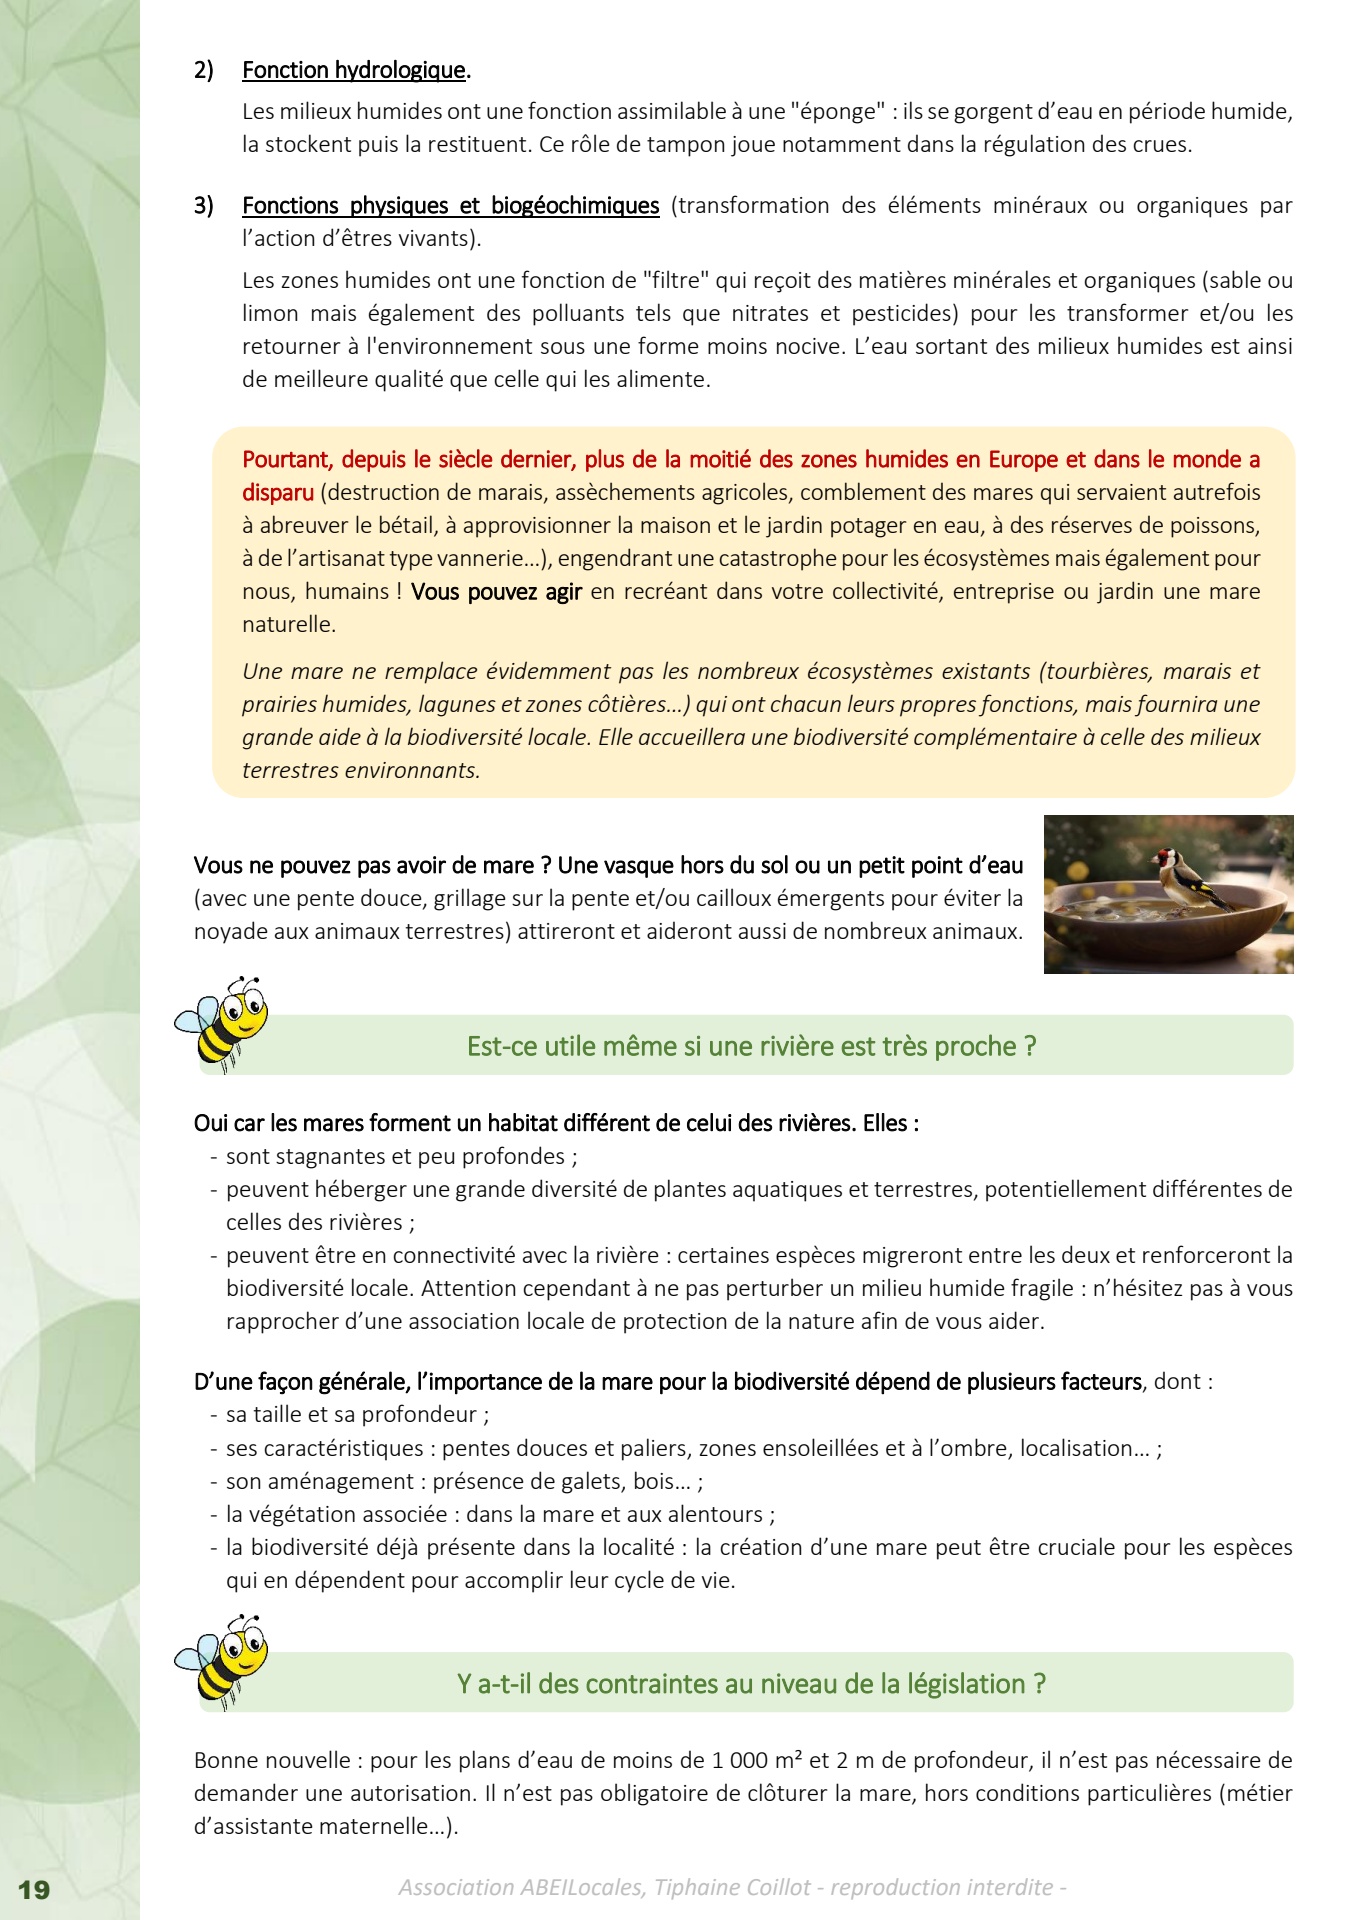 2) Fonction hydrologique.
Les milieux humides ont une fonction assimilable à une "éponge" : ils se gorgent d’eau en période humide,
la stockent puis la restituent. Ce rôle de tampon joue notamment dans la régulation des crues.
3) Fonctions physiques et biogéochimiques (transformation des éléments minéraux ou organiques par
l’action d’êtres vivants).
Les zones humides ont une fonction de "filtre" qui reçoit des matières minérales et organiques (sable ou
limon mais également des polluants tels que nitrates et pesticides) pour les transformer et/ou les
retourner à l'environnement sous une forme moins nocive. L’eau sortant des milieux humides est ainsi
de meilleure qualité que celle qui les alimente.
Pourtant, depuis le siècle dernier, plus de la moitié des zones humides en Europe et dans le monde a
disparu (destruction de marais, assèchements agricoles, comblement des mares qui servaient autrefois
à abreuver le bétail, à approvisionner la maison et le jardin potager en eau, à des réserves de poissons,
à de l’artisanat type vannerie…), engendrant une catastrophe pour les écosystèmes mais également pour
nous, humains ! Vous pouvez agir en recréant dans votre collectivité, entreprise ou jardin une mare
naturelle.
Une mare ne remplace évidemment pas les nombreux écosystèmes existants (tourbières, marais et
prairies humides, lagunes et zones côtières…) qui ont chacun leurs propres fonctions, mais fournira une
grande aide à la biodiversité locale. Elle accueillera une biodiversité complémentaire à celle des milieux
terrestres environnants.
Vous ne pouvez pas avoir de mare ? Une vasque hors du sol ou un petit point d’eau
(avec une pente douce, grillage sur la pente et/ou cailloux émergents pour éviter la
noyade aux animaux terrestres) attireront et aideront aussi de nombreux animaux.
Est-ce utile même si une rivière est très proche ?
Oui car les mares forment un habitat différent de celui des rivières. Elles :
- sont stagnantes et peu profondes ;
- peuvent héberger une grande diversité de plantes aquatiques et terrestres, potentiellement différentes de
celles des rivières ;
- peuvent être en connectivité avec la rivière : certaines espèces migreront entre les deux et renforceront la
biodiversité locale. Attention cependant à ne pas perturber un milieu humide fragile : n’hésitez pas à vous
rapprocher d’une association locale de protection de la nature afin de vous aider.
D’une façon générale, l’importance de la mare pour la biodiversité dépend de plusieurs facteurs, dont :
- sa taille et sa profondeur ;
- ses caractéristiques : pentes douces et paliers, zones ensoleillées et à l’ombre, localisation… ;
- son aménagement : présence de galets, bois… ;
- la végétation associée : dans la mare et aux alentours ;
- la biodiversité déjà présente dans la localité : la création d’une mare peut être cruciale pour les espèces
qui en dépendent pour accomplir leur cycle de vie.
Y a-t-il des contraintes au niveau de la législation ?
Bonne nouvelle : pour les plans d’eau de moins de 1 000 m² et 2 m de profondeur, il n’est pas nécessaire de
demander une autorisation. Il n’est pas obligatoire de clôturer la mare, hors conditions particulières (métier
d’assistante maternelle…).
19
Association ABEILocales, Tiphaine Coillot - reproduction interdite -